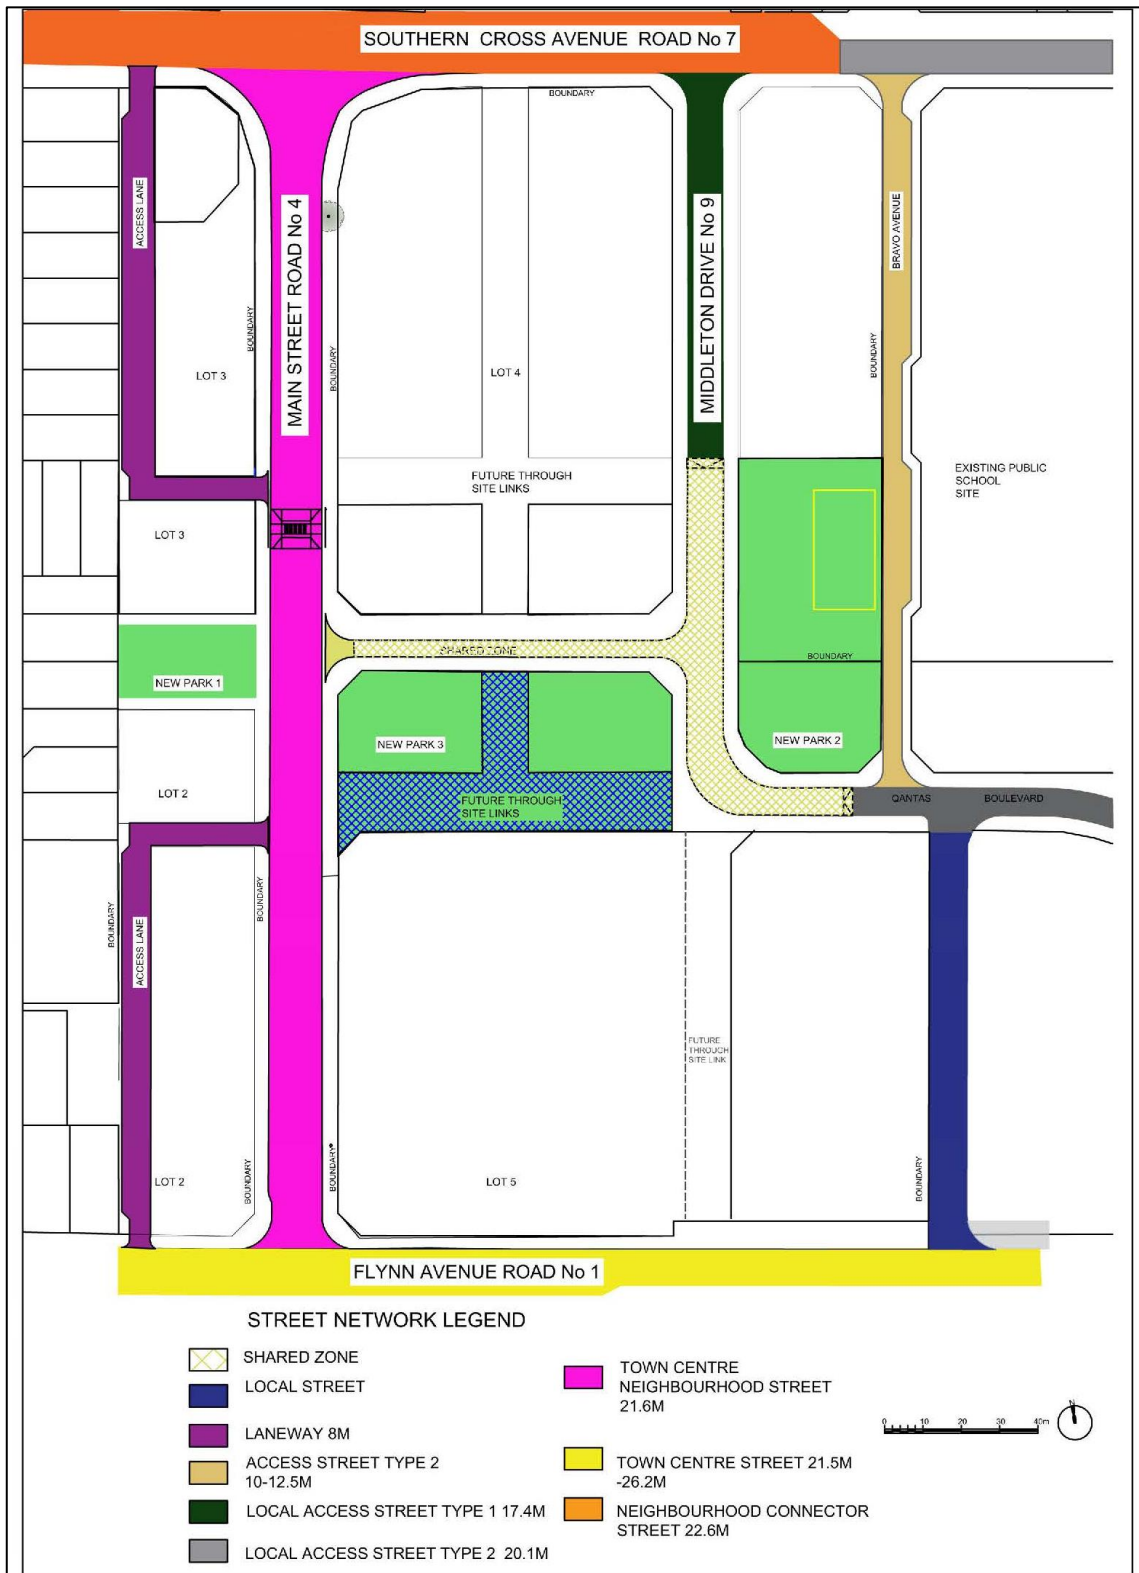 SOUTHERN CROSS AVENUE ROAD No 7
BOUNDARY
ACCESS LANE
MAIN STREET ROAD No 4
MIDDLETON DRIVE No 9
BRAVO AVENUE
BOUNDARY
BOUNDARY
BOUNDARY
LOT 3
LOT 4
FUTURE THROUGH
SITE LINKS
EXISTING PUBLIC
SCHOOL
SITE
LOT 3
SHARED ZONE
BOUNDARY
NEW PARK 1
NEW PARK 3
NEW PARK 2
LOT 2
FUTURE THROUGH
SITE LINKS
QANTAS BOULEVARD
BOUNDARY
ACCESS LANE
BOUNDARY
FUTURE
THROUGH
SITE LINK
LOT 2
BOUNDARY
BOUNDARY
LOT 5
BOUNDARY
FLYNN AVENUE ROAD No 1
STREET NETWORK LEGEND
SHARED ZONE
LOCAL STREET
LANEWAY 8M
ACCESS STREET TYPE 2
10-12.5M
LOCAL ACCESS STREET TYPE 1 17.4M
LOCAL ACCESS STREET TYPE 2 20.1M
TOWN CENTRE
NEIGHBOURHOOD STREET
21.6M
TOWN CENTRE STREET 21.5M
-26.2M
NEIGHBOURHOOD CONNECTOR
STREET 22.6M
0 10 20 30 40m
N